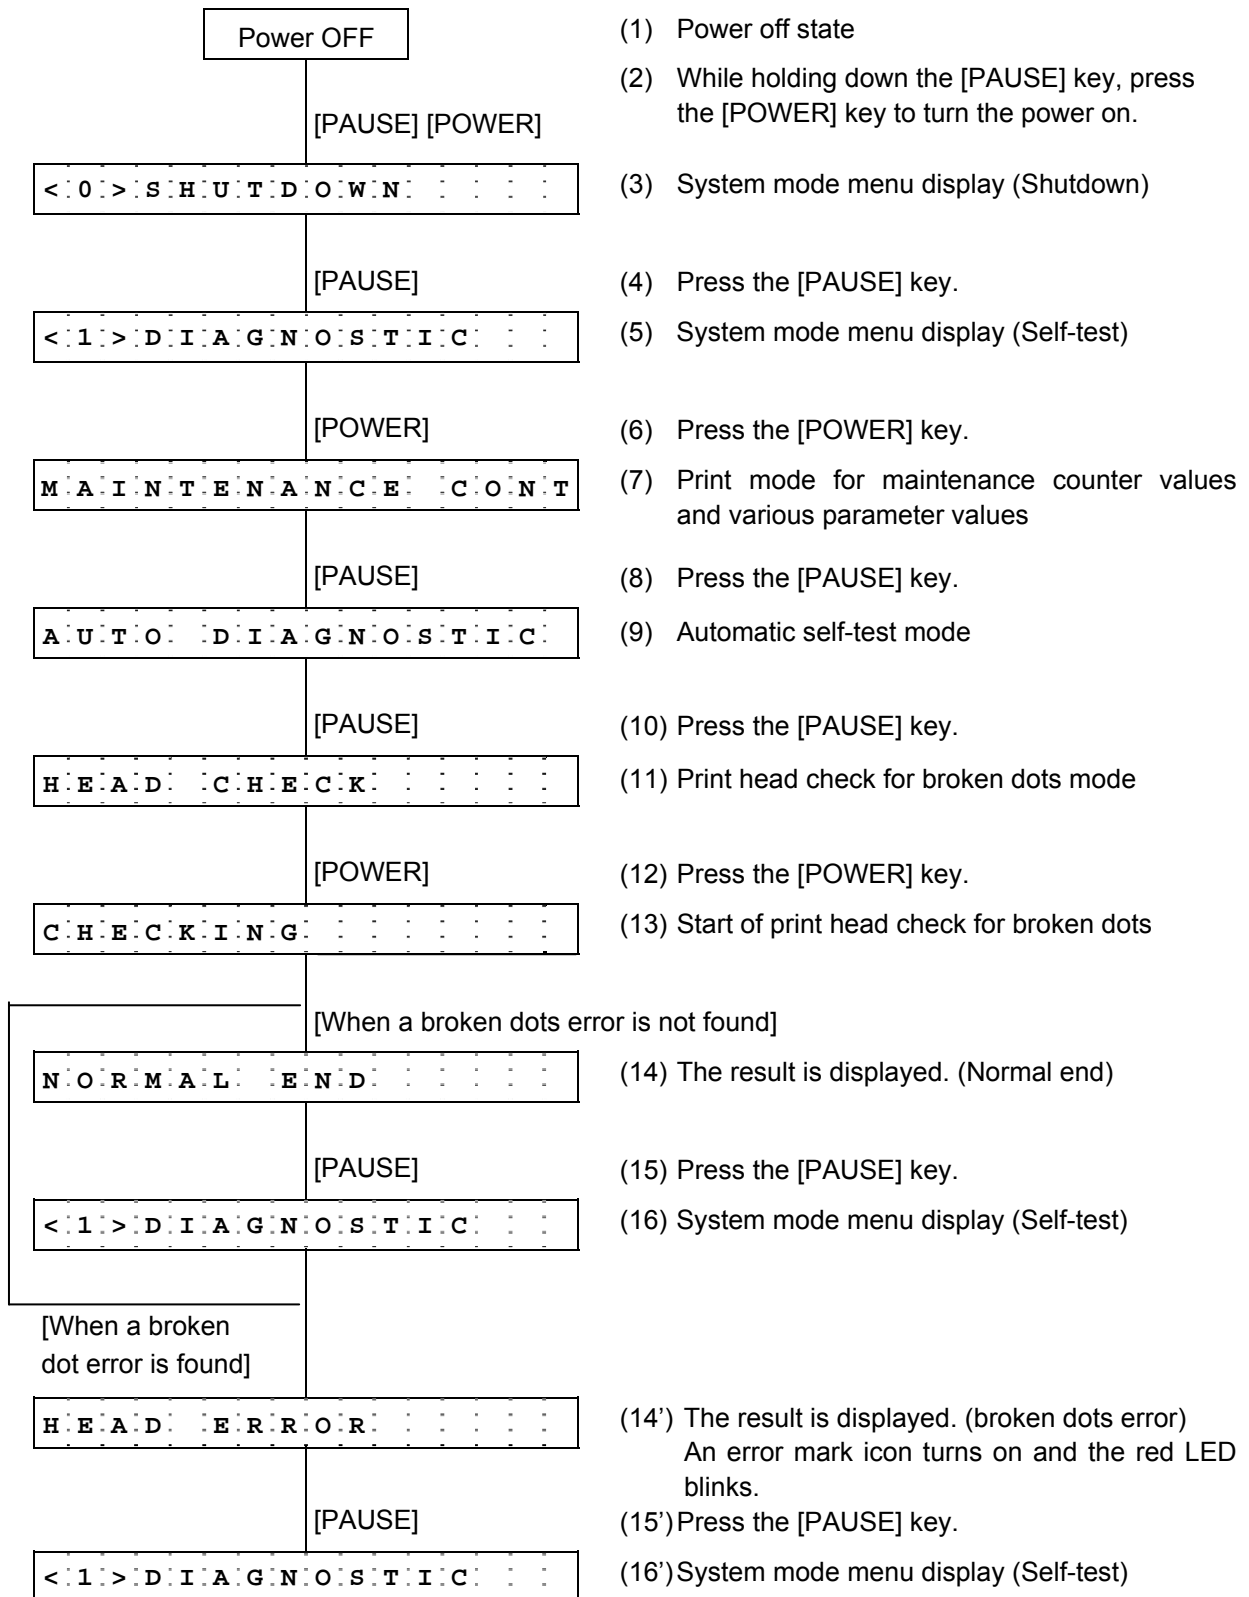 Power OFF
(1) Power off state
(2) While holding down the [PAUSE] key, press
the [POWER] key to turn the power on.
[PAUSE] [POWER]
<0>SHUTDOWN
(3) System mode menu display (Shutdown)
[PAUSE]
(4) Press the [PAUSE] key.
<1>DIAGNOSTIC
(5) System mode menu display (Self-test)
[POWER]
(6) Press the [POWER] key.
MAINTENANCE CONT
(7) Print mode for maintenance counter values
and various parameter values
[PAUSE]
(8) Press the [PAUSE] key.
AUTO DIAGNOSTIC
(9) Automatic self-test mode
[PAUSE]
(10) Press the [PAUSE] key.
HEAD CHECK
(11) Print head check for broken dots mode
[POWER]
(12) Press the [POWER] key.
CHECKING
(13) Start of print head check for broken dots
[When a broken dots error is not found]
NORMAL END
(14) The result is displayed. (Normal end)
[PAUSE]
(15) Press the [PAUSE] key.
<1>DIAGNOSTIC
(16) System mode menu display (Self-test)
[When a broken
dot error is found]
HEAD ERROR
(14') The result is displayed. (broken dots error)
An error mark icon turns on and the red LED
blinks.
[PAUSE]
(15') Press the [PAUSE] key.
<1>DIAGNOSTIC
(16') System mode menu display (Self-test)